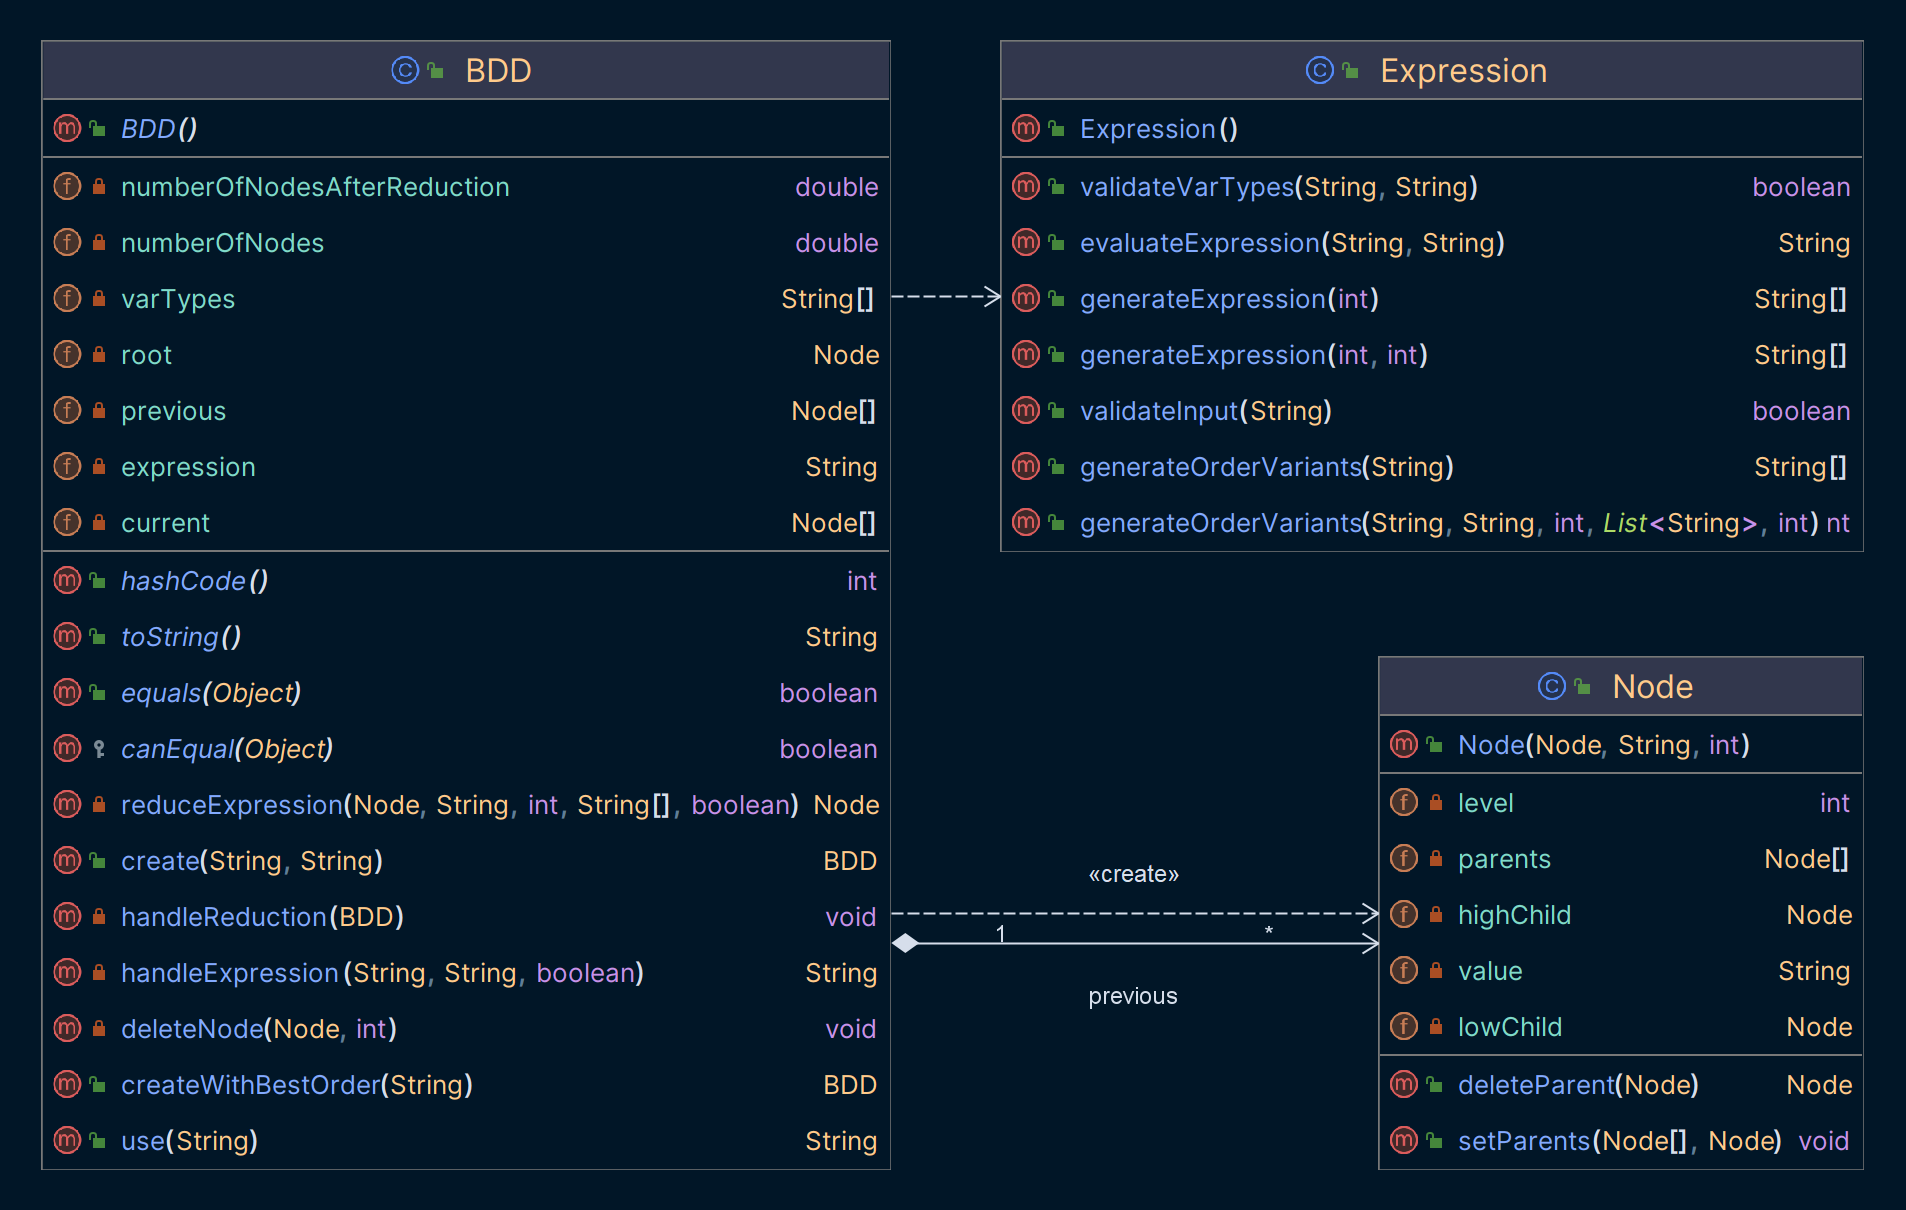 BDD
BDD()
numberOfNodesAfterReduction double
numberOfNodes double
varTypes String[]
root Node
previous Node[]
expression String
current Node[]
hashCode() int
toString() String
equals(Object) boolean
canEqual(Object) boolean
reduceExpression(Node, String, int, String[], boolean) Node
create(String, String) BDD
handleReduction(BDD) void
handleExpression(String, String, boolean) String
deleteNode(Node, int) void
createWithBestOrder(String) BDD
use(String) String
Expression
Expression()
validateVarTypes(String, String) boolean
evaluateExpression(String, String) String
generateExpression(int) String[]
generateExpression(int, int) String[]
validateInput(String) boolean
generateOrderVariants(String) String[]
generateOrderVariants(String, String, int, List<String>, int) nt
«create»
1 *
previous
Node
Node(Node, String, int)
level int
parents Node[]
highChild Node
value String
lowChild Node
deleteParent(Node) Node
setParents(Node[], Node) void